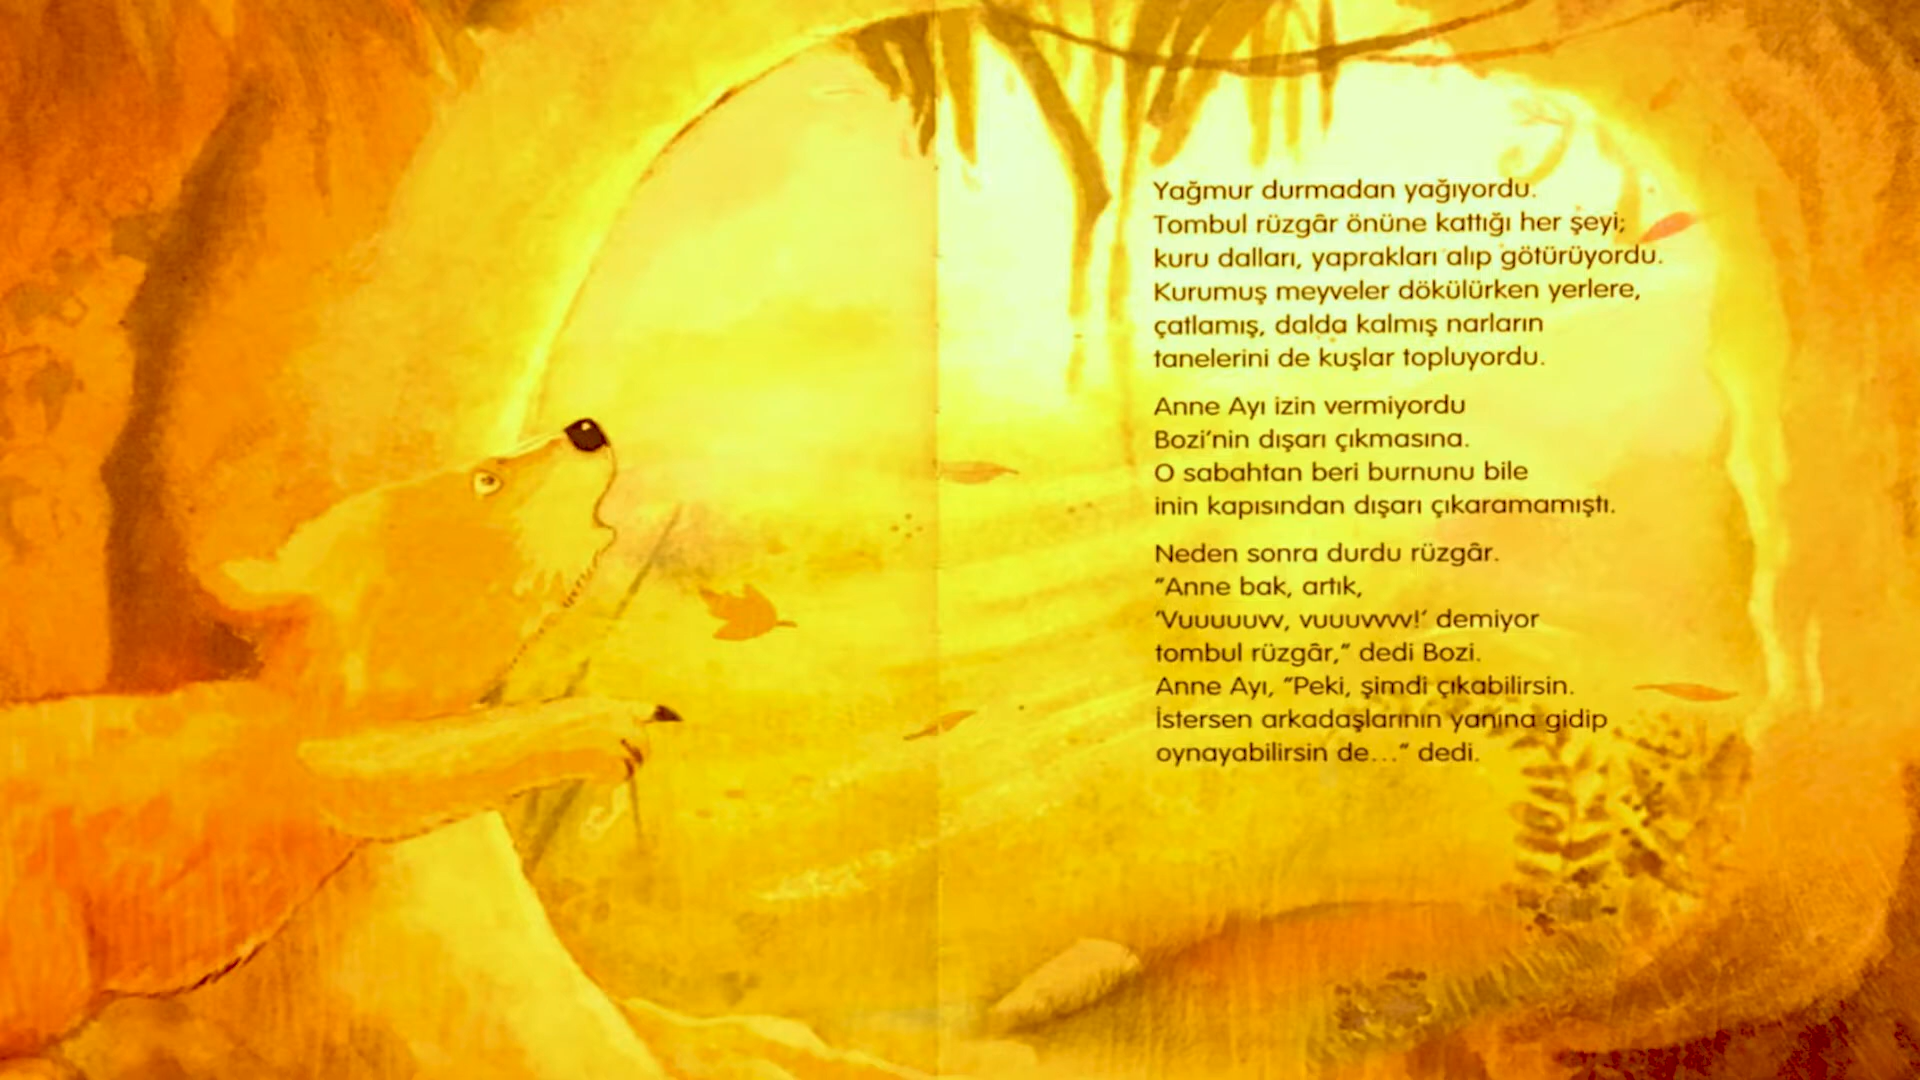 Yağmur durmadan yağıyordu.
Tombul rüzgâr önüne kattığı her şeyi;
kuru dalları, yaprakları alıp götürüyordu.
Kurumuş meyveler dökülürken yerlere,
çatlamış, dalda kalmış narların
tanelerini de kuşlar topluyordu.
Anne Ayı izin vermiyordu
Bozi’nin dışarı çıkmasına.
O sabahtan beri burnunu bile
inin kapısından dışarı çıkaramamıştı.
Neden sonra durdu rüzgâr.
“Anne bak, artık,
‘Vuuuuuvv, vuuuvvvv!’ demiyor
tombul rüzgâr,” dedi Bozi.
Anne Ayı, “Peki, şimdi çıkabilirsin.
İstersen arkadaşlarının yanına gidip
oynayabilirsin de...” dedi.